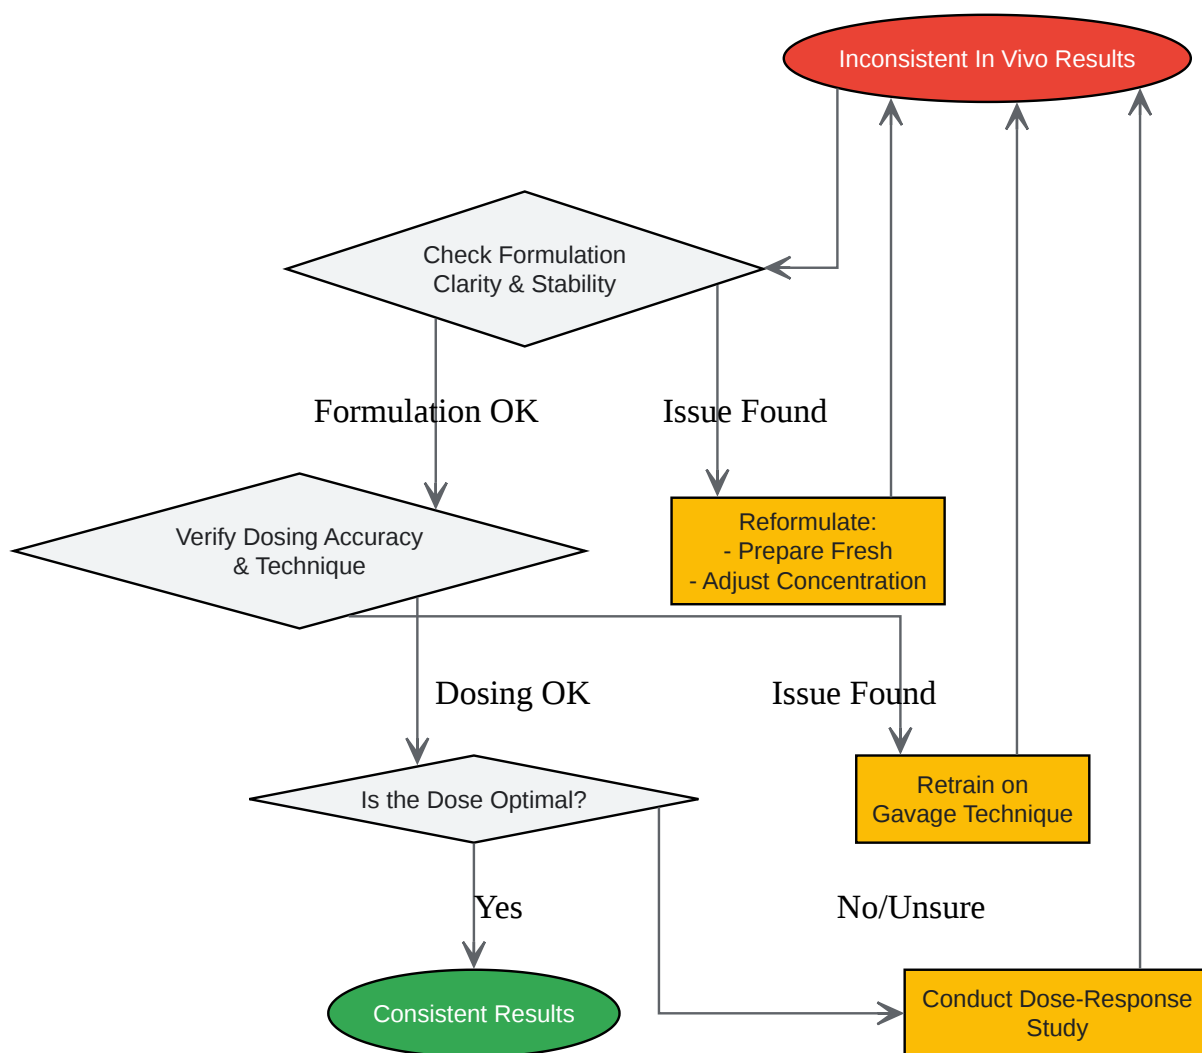 Inconsistent In Vivo Results
Check Formulation
Clarity & Stability
Formulation OK
Issue Found
Verify Dosing Accuracy
& Technique
Reformulate:
- Prepare Fresh
- Adjust Concentration
Dosing OK
Issue Found
Is the Dose Optimal?
Retrain on
Gavage Technique
Yes
No/Unsure
Consistent Results
Conduct Dose-Response
Study